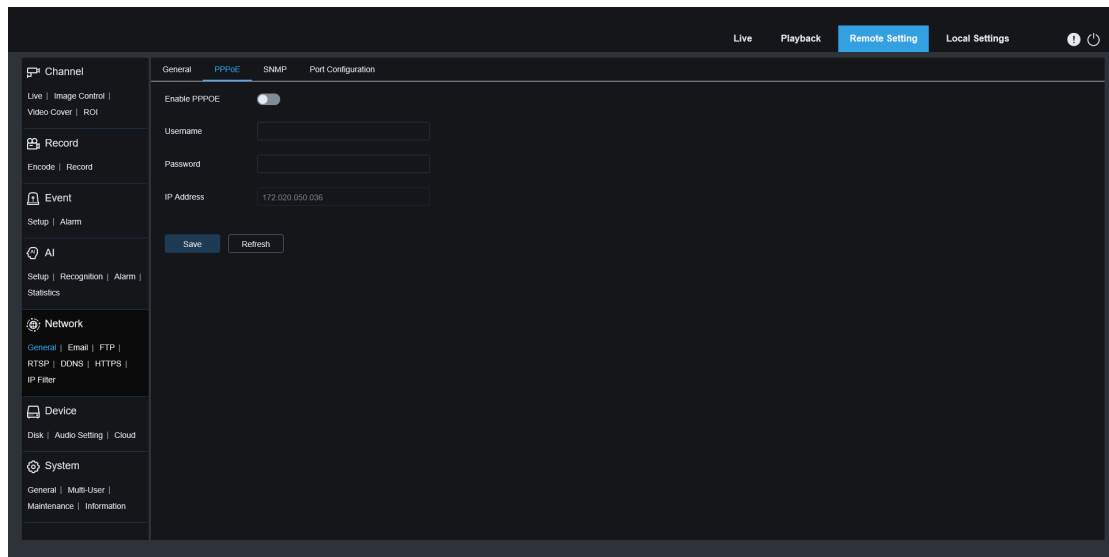 Live Playback Remote Setting Local Settings
Channel
Live | Image Control |
Video Cover | ROI
Record
Encode | Record
Event
Setup | Alarm
AI
Setup | Recognition | Alarm |
Statistics
Network
General | Email | FTP |
RTSP | DDNS | HTTPS |
IP Filter
Device
Disk | Audio Setting | Cloud
System
General | Multi-User |
Maintenance | Information
General PPPoE SNMP Port Configuration
Enable PPPOE
Username
Password
IP Address 172.020.050.036
Save Refresh